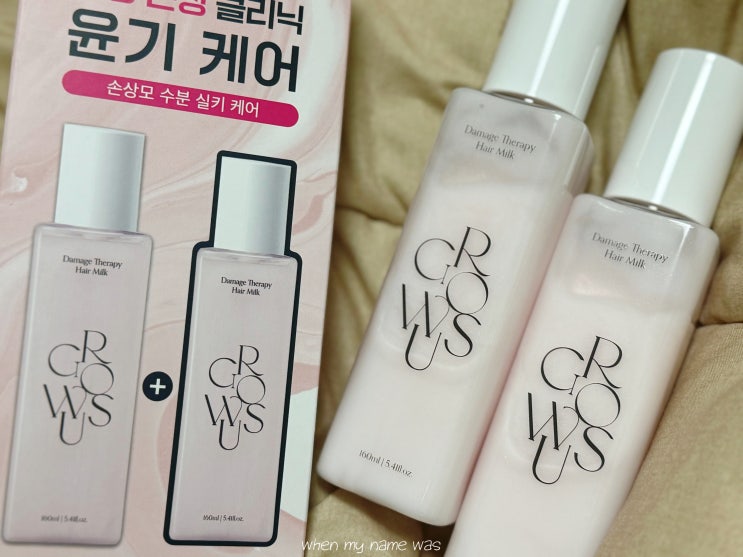 클리닉
윤기 케어
손상모 수분 실키 케어
Damage Therapy
Hair Milk
GROWUS
160ml | 5.41fl.oz.
+
Damage Therapy
Hair Milk
GROWUS
160ml | 5.41fl.oz.
Damage Therapy
Hair Milk
GROWUS
160ml | 5.41fl.oz.
Damage Therapy
Hair Milk
GROWUS
when my name was